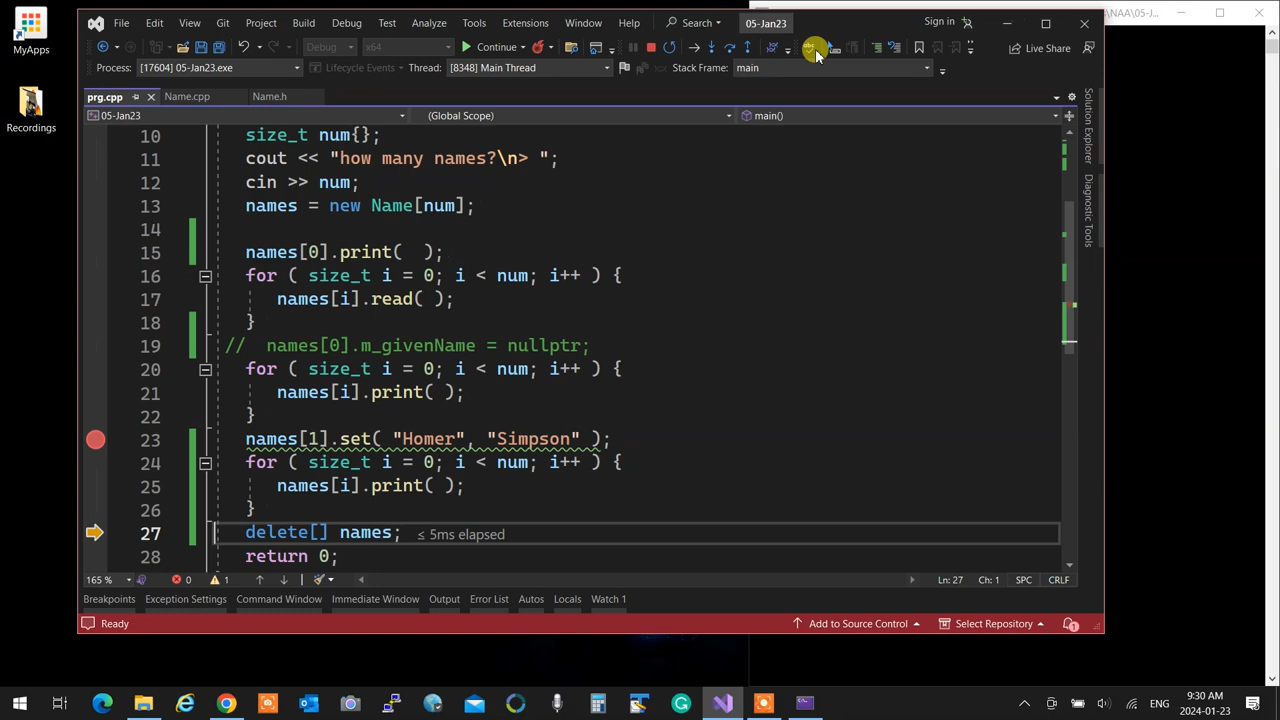 MyApps
Recordings
File Edit View Git Project Build Debug Test Analyze Tools Extensions Window Help Search 05-Jan23 Sign in
\NAA\05-J...
Debug x64 Continue Live Share
Process: [17604] 05-Jan23.exe Lifecycle Events Thread: [8348] Main Thread Stack Frame: main
prg.cpp Name.cpp Name.h
05-Jan23 (Global Scope) main()
10 size_t num{};
11 cout << "how many names?\n> ";
12 cin >> num;
13 names = new Name[num];
14
15 names[0].print(  );
16 for ( size_t i = 0; i < num; i++ ) {
17 names[i].read( );
18 }
19 //  names[0].m_givenName = nullptr;
20 for ( size_t i = 0; i < num; i++ ) {
21 names[i].print( );
22 }
23 names[1].set( "Homer", "Simpson" );
24 for ( size_t i = 0; i < num; i++ ) {
25 names[i].print( );
26 }
27 delete[] names; ≤ 5ms elapsed
28 return 0;
Solution Explorer
Diagnostic Tools
165 % 0 1 Ln: 27 Ch: 1 SPC CRLF
Breakpoints Exception Settings Command Window Immediate Window Output Error List Autos Locals Watch 1
Ready Add to Source Control Select Repository 1
ENG 9:30 AM
2024-01-23